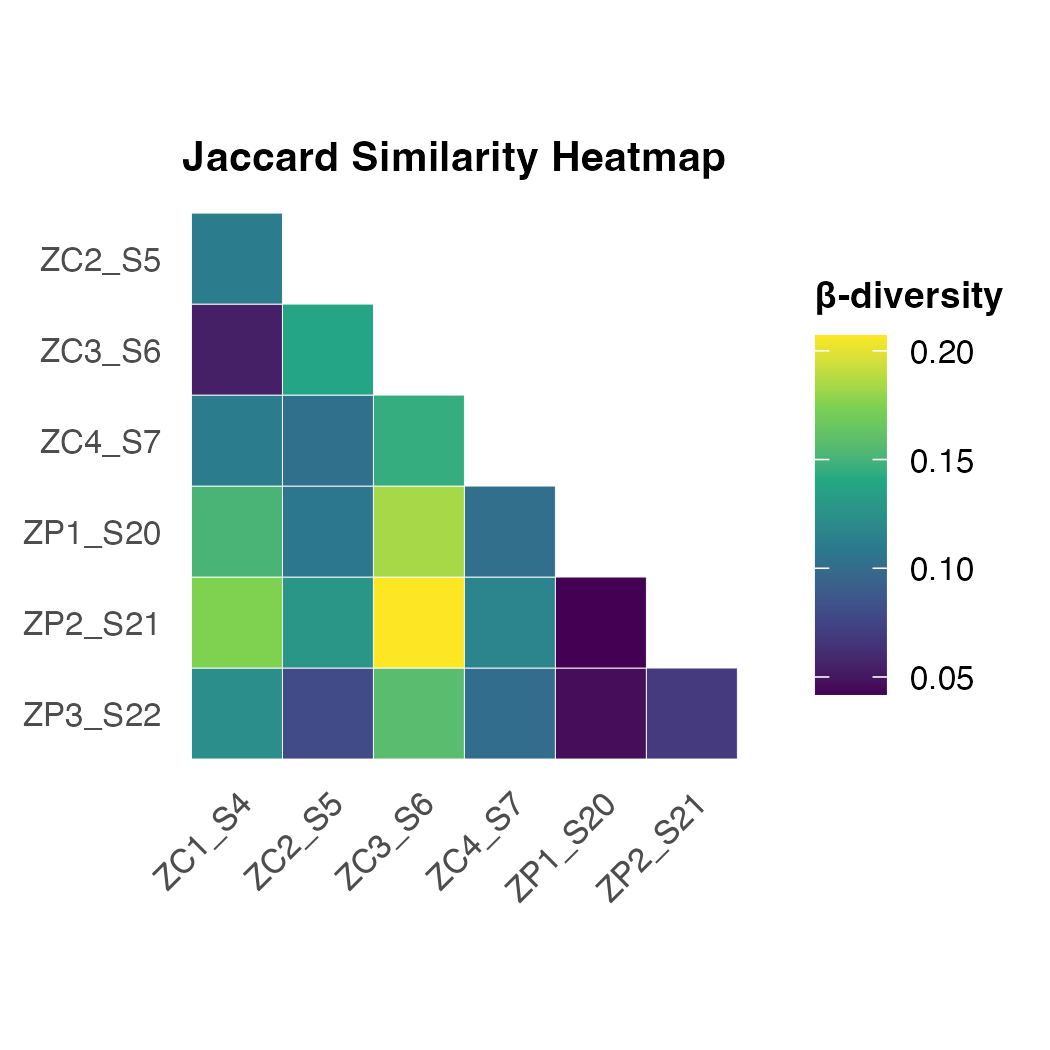 Jaccard Similarity Heatmap
ZC2_S5
ZC3_S6
ZC4_S7
ZP1_S20
ZP2_S21
ZP3_S22
ZC1_S4
ZC2_S5
ZC3_S6
ZC4_S7
ZP1_S20
ZP2_S21
β-diversity
0.20
0.15
0.10
0.05